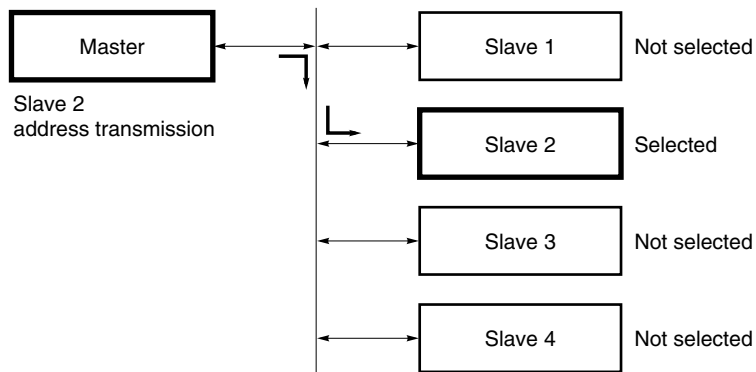 Master
Slave 2
address transmission
Slave 1
Not selected
Slave 2
Selected
Slave 3
Not selected
Slave 4
Not selected